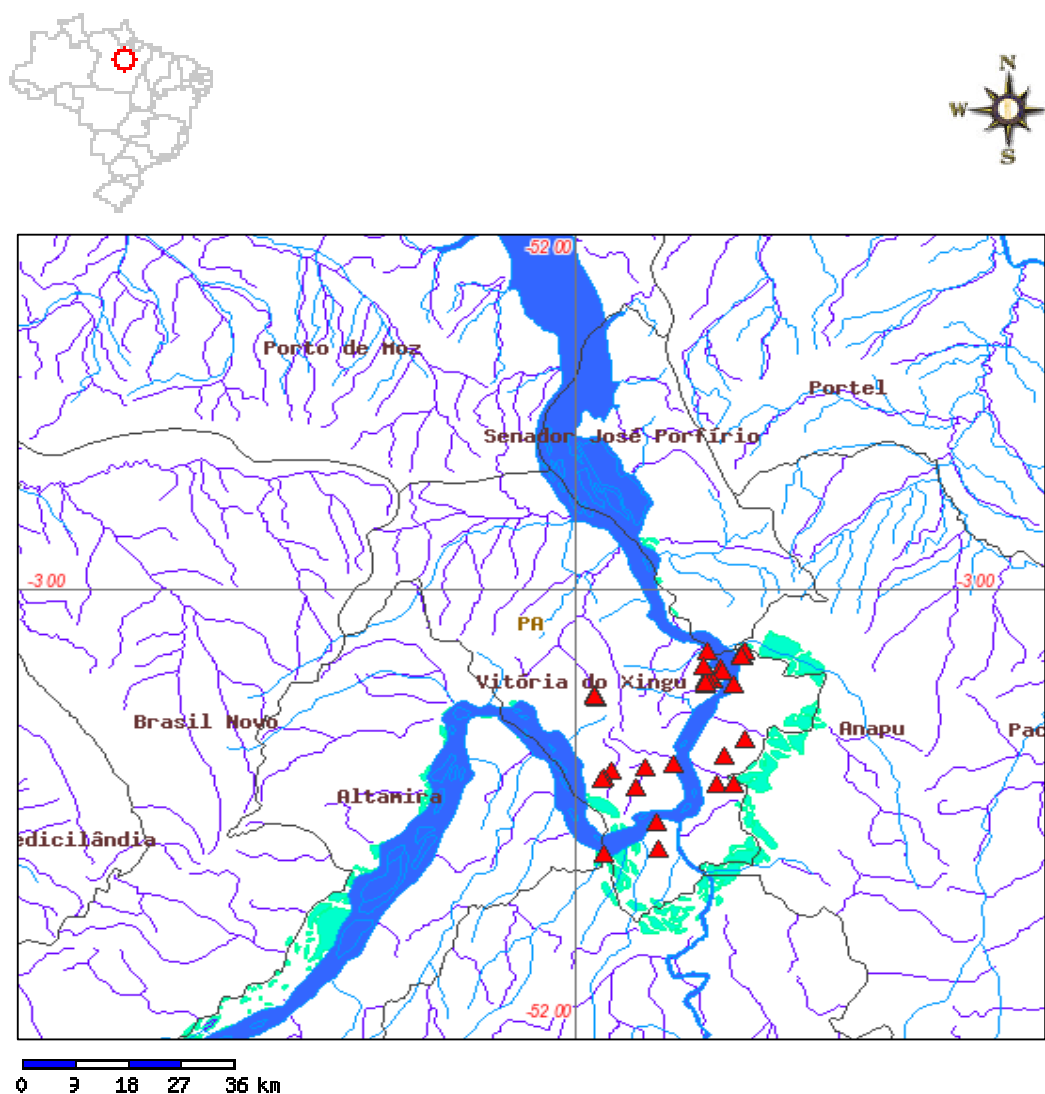 N
W
S
-52 00
Porto de Moz
Portel
Senador José Porfírio
-3 00
-3 00
PA
Vitória do Xingu
Brasil Novo
Anapu
Pac
Altamira
edicilândia
-52 00
0 9 18 27 36 km